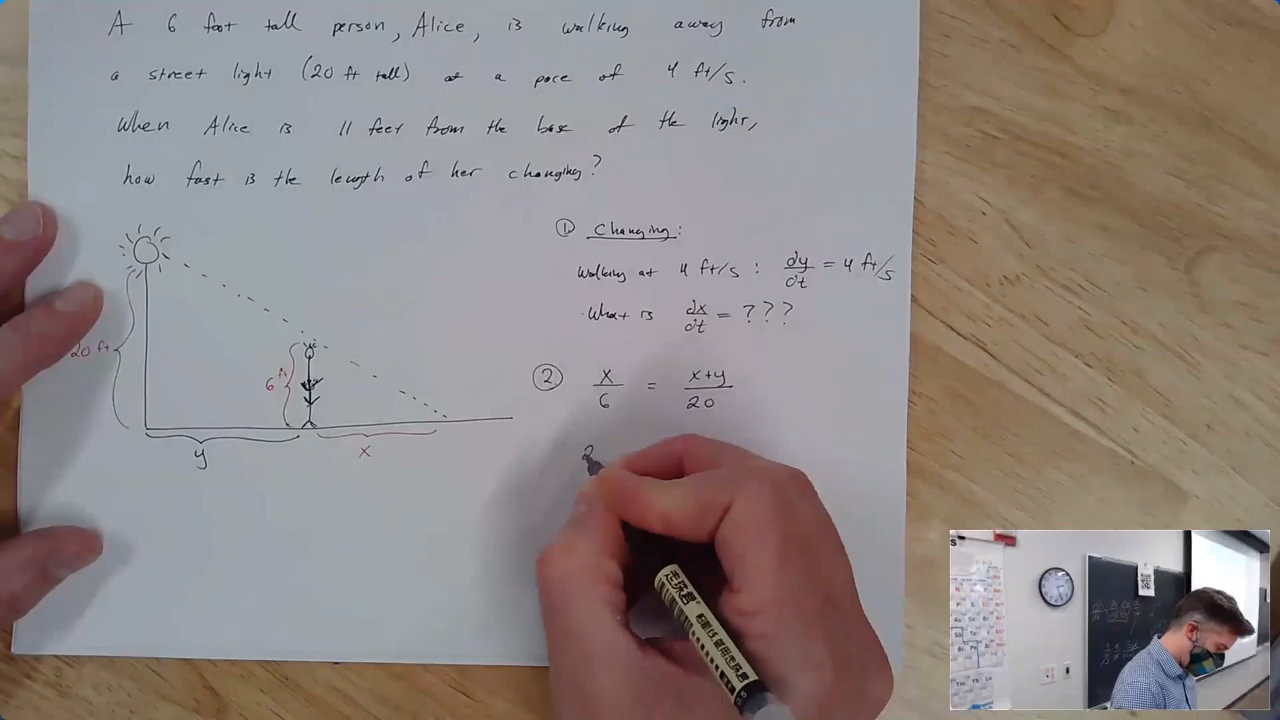 A 6 foot tall person, Alice, is walking away from
a street light (20 ft tall) at a pace of 4 ft/s.
When Alice is 11 feet from the base of the light,
how fast is the length of her changing?
① Changing:
Walking at 4 ft/s : dy/dt = 4 ft/s
What is dx/dt = ???
20 ft
6 ft
y
x
② x/6 = (x+y)/20